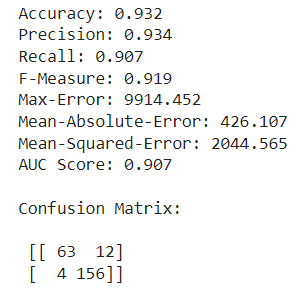 Accuracy: 0.932
Precision: 0.934
Recall: 0.907
F-Measure: 0.919
Max-Error: 9914.452
Mean-Absolute-Error: 426.107
Mean-Squared-Error: 2044.565
AUC Score: 0.907
Confusion Matrix:
[[ 63  12]
[  4 156]]